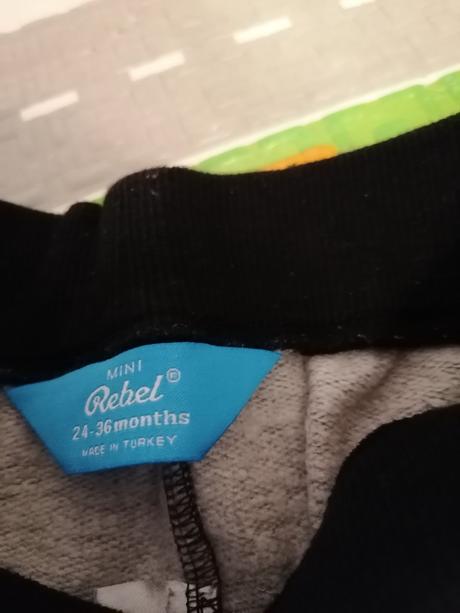 MINI
Rebel®
24-36months
MADE IN TURKEY